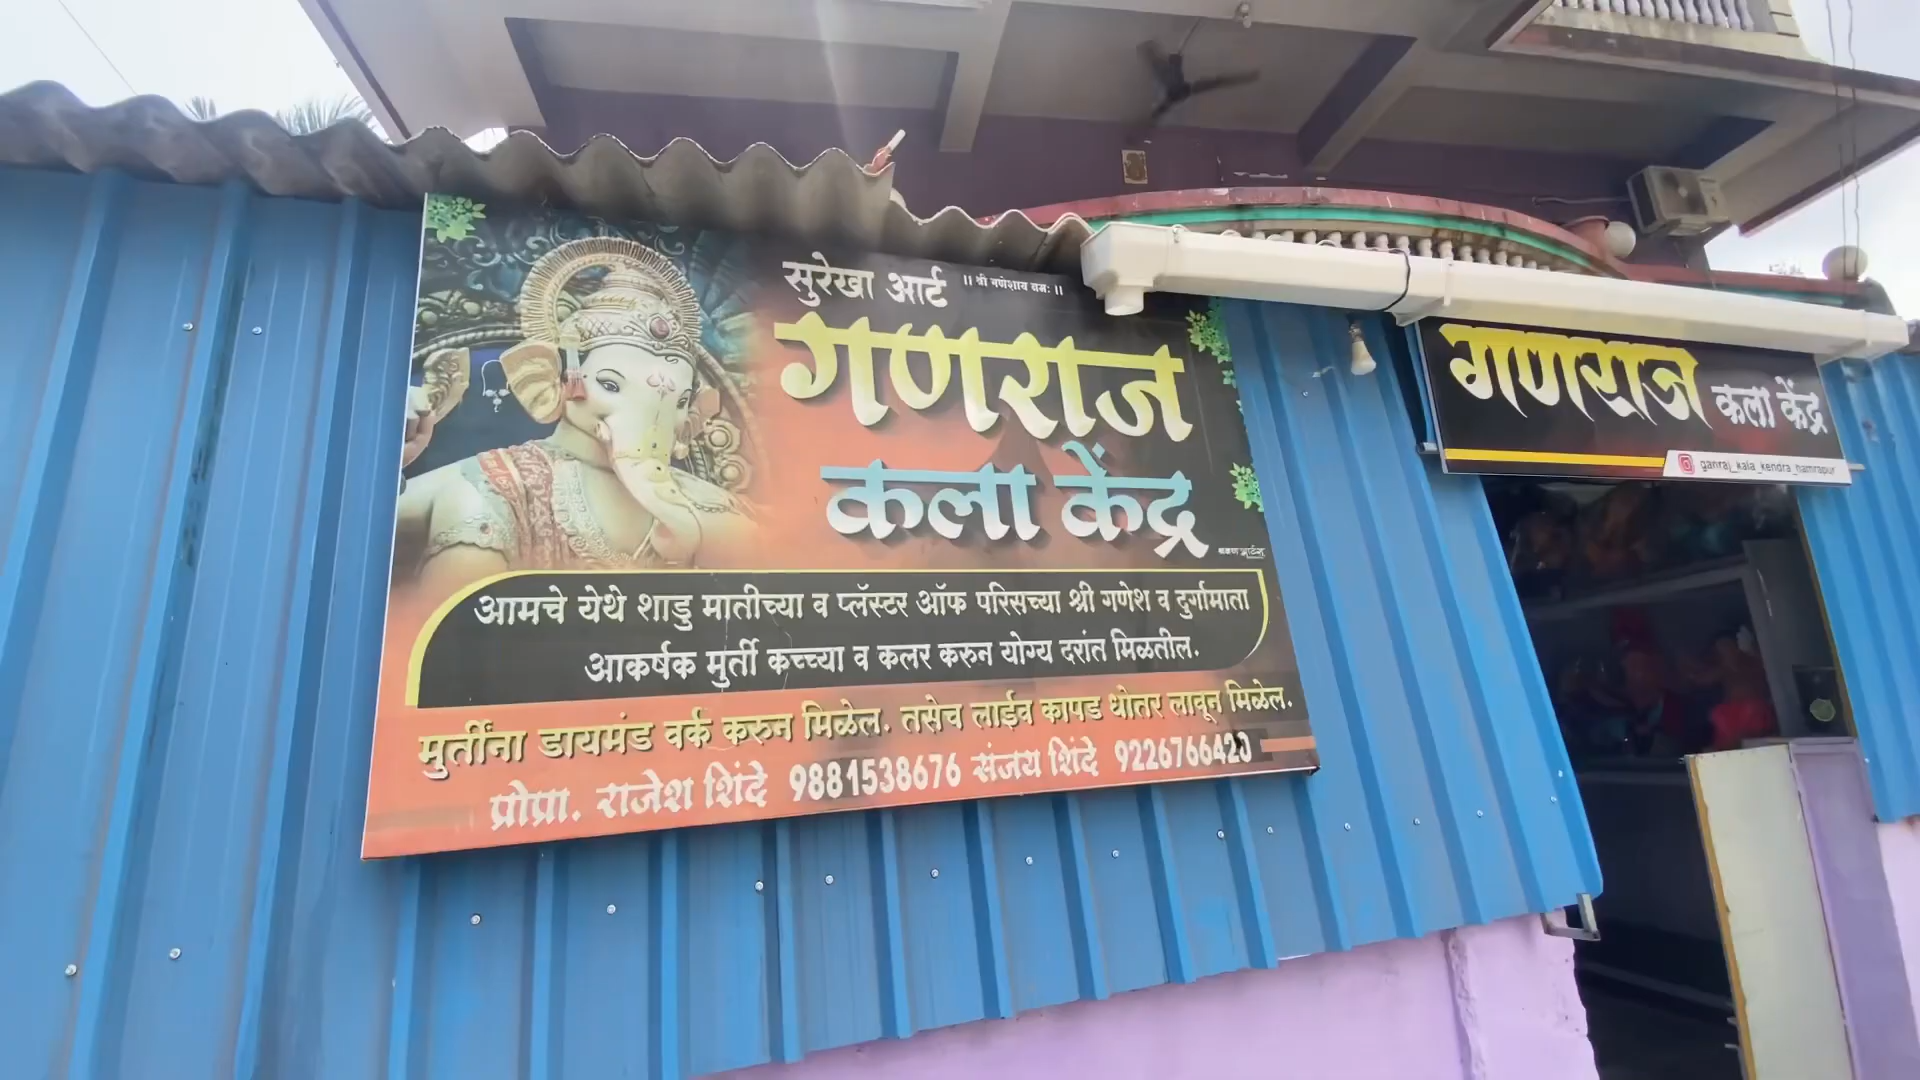 सुरेखा आर्ट
|| श्री गणेशाय नमः ||
गणराज
कला केंद्र
आमचे येथे शाडु मातीच्या व प्लॅस्टर ऑफ परिसच्या श्री गणेश व दुर्गामाता
आकर्षक मुर्ती कच्च्या व कलर करुन योग्य दरांत मिळतील.
मुर्तींना डायमंड वर्क करुन मिळेल. तसेच लाईव कापड धोतर लावून मिळेल.
प्रोप्रा. राजेश शिंदे 9881538676 संजय शिंदे 9226766420
गणराज कला केंद्र
ganraj_kala_kendra_hamrapur